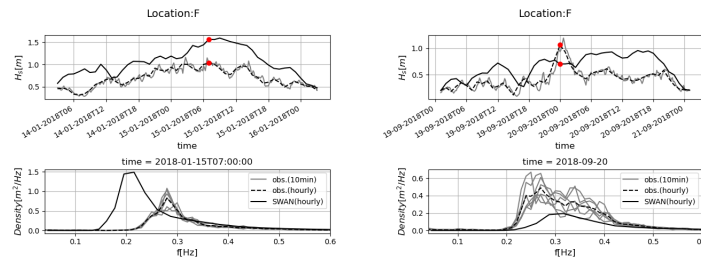 Location:F
Hs[m]
1.5
1.0
0.5
14-01-2018T06
14-01-2018T12
14-01-2018T18
15-01-2018T00
15-01-2018T06
15-01-2018T12
15-01-2018T18
16-01-2018T00
time
time = 2018-01-15T07:00:00
Density[m²/Hz]
1.5
1.0
0.5
0.0
obs.(10min)
obs.(hourly)
SWAN(hourly)
0.1 0.2 0.3 0.4 0.5 0.6
f[Hz]
Location:F
Hs[m]
1.0
0.5
19-09-2018T00
19-09-2018T06
19-09-2018T12
19-09-2018T18
20-09-2018T00
20-09-2018T06
20-09-2018T12
20-09-2018T18
21-09-2018T00
time
time = 2018-09-20
Density[m²/Hz]
0.6
0.4
0.2
0.0
obs.(10min)
obs.(hourly)
SWAN(hourly)
0.1 0.2 0.3 0.4 0.5
f[Hz]